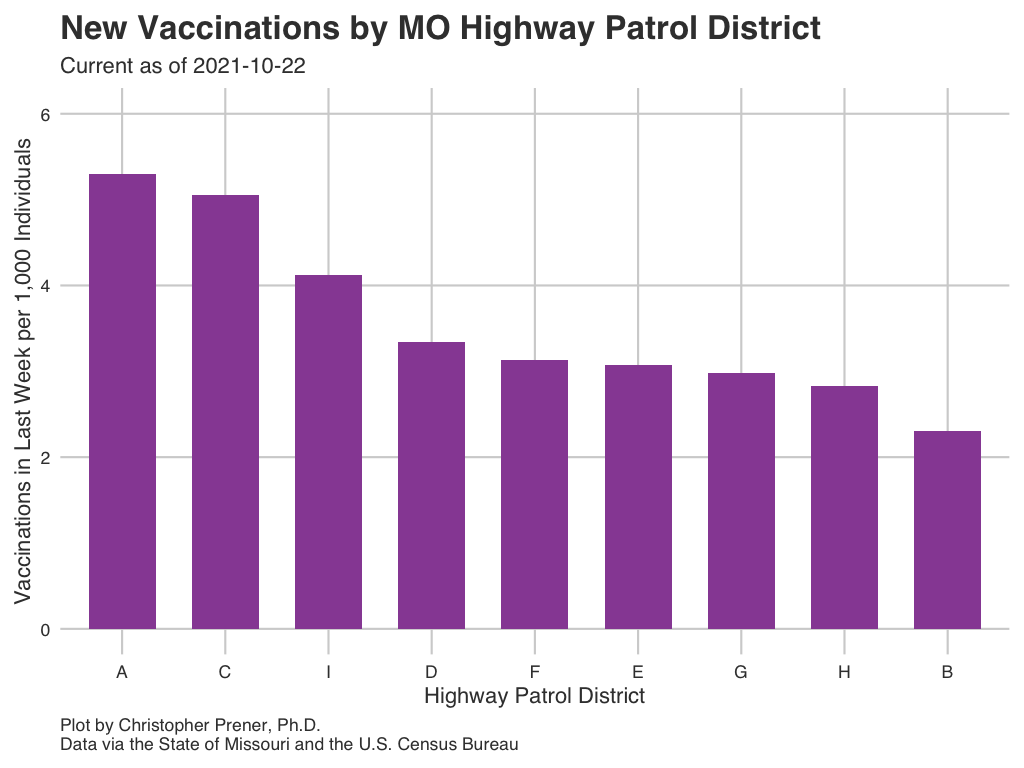 New Vaccinations by MO Highway Patrol District
Current as of 2021-10-22
Vaccinations in Last Week per 1,000 Individuals
6
4
2
0
A C I D F E G H B
Highway Patrol District
Plot by Christopher Prener, Ph.D.
Data via the State of Missouri and the U.S. Census Bureau